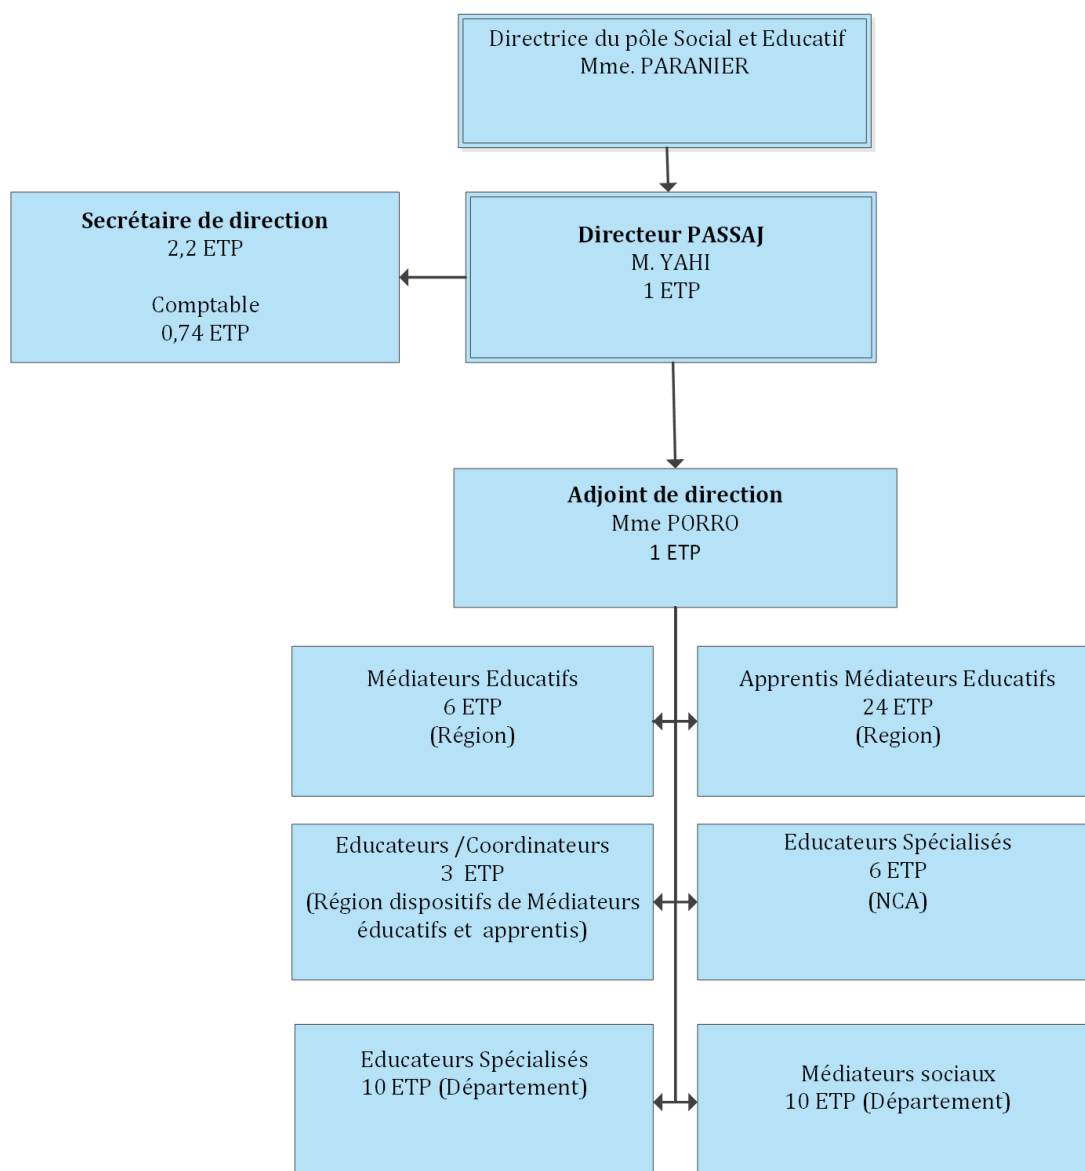 Directrice du pôle Social et Educatif
Mme. PARANIER
Secrétaire de direction
2,2 ETP
Comptable
0,74 ETP
Directeur PASSAJ
M. YAHI
1 ETP
Adjoint de direction
Mme PORRO
1 ETP
Médiateurs Educatifs
6 ETP
(Région)
Apprentis Médiateurs Educatifs
24 ETP
(Region)
Educateurs /Coordinateurs
3 ETP
(Région dispositifs de Médiateurs
éducatifs et apprentis)
Educateurs Spécialisés
6 ETP
(NCA)
Educateurs Spécialisés
10 ETP (Département)
Médiateurs sociaux
10 ETP (Département)